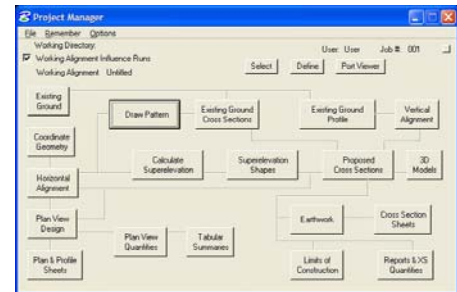 Project Manager
File Remember Options
Working Directory:
User: User Job #: 001
Working Alignment Influence Runs
Working Alignment Untitled
Select Define Port Viewer
Existing Ground
Draw Pattern
Existing Ground Cross Sections
Existing Ground Profile
Vertical Alignment
Coordinate Geometry
Calculate Superelevation
Superelevation Shapes
Proposed Cross Sections
3D Models
Horizontal Alignment
Plan View Design
Plan View Quantities
Tabular Summaries
Earthwork
Cross Section Sheets
Plan & Profile Sheets
Limits of Construction
Reports & XS Quantities